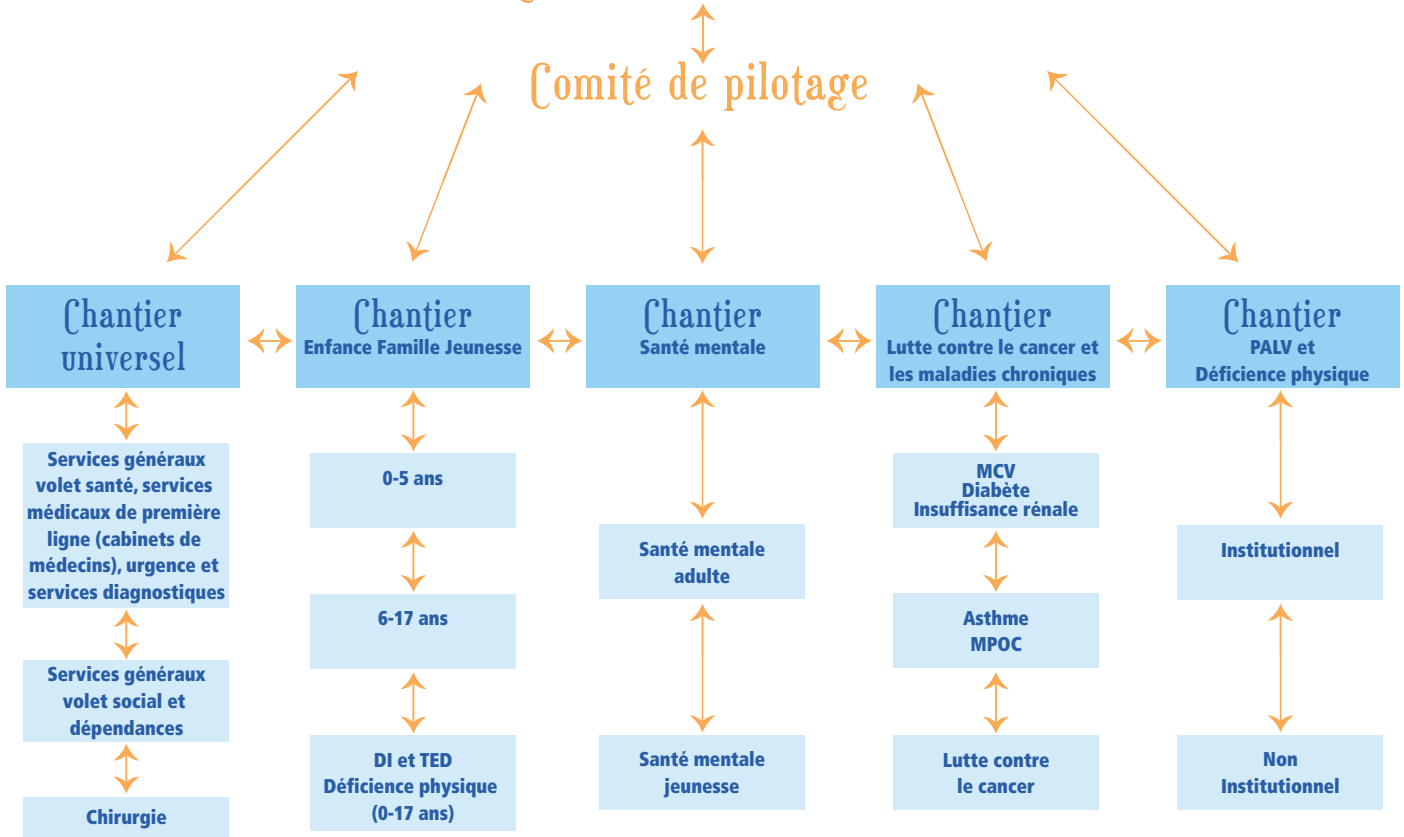 Comité de pilotage
Chantier
universel
Chantier
Enfance Famille Jeunesse
Chantier
Santé mentale
Chantier
Lutte contre le cancer et
les maladies chroniques
Chantier
PALV et
Déficience physique
Services généraux
volet santé, services
médicaux de première
ligne (cabinets de
médecins), urgence et
services diagnostiques
Services généraux
volet social et
dépendances
Chirurgie
0-5 ans
6-17 ans
DI et TED
Déficience physique
(0-17 ans)
Santé mentale
adulte
Santé mentale
jeunesse
MCV
Diabète
Insuffisance rénale
Asthme
MPOC
Lutte contre
le cancer
Institutionnel
Non
Institutionnel